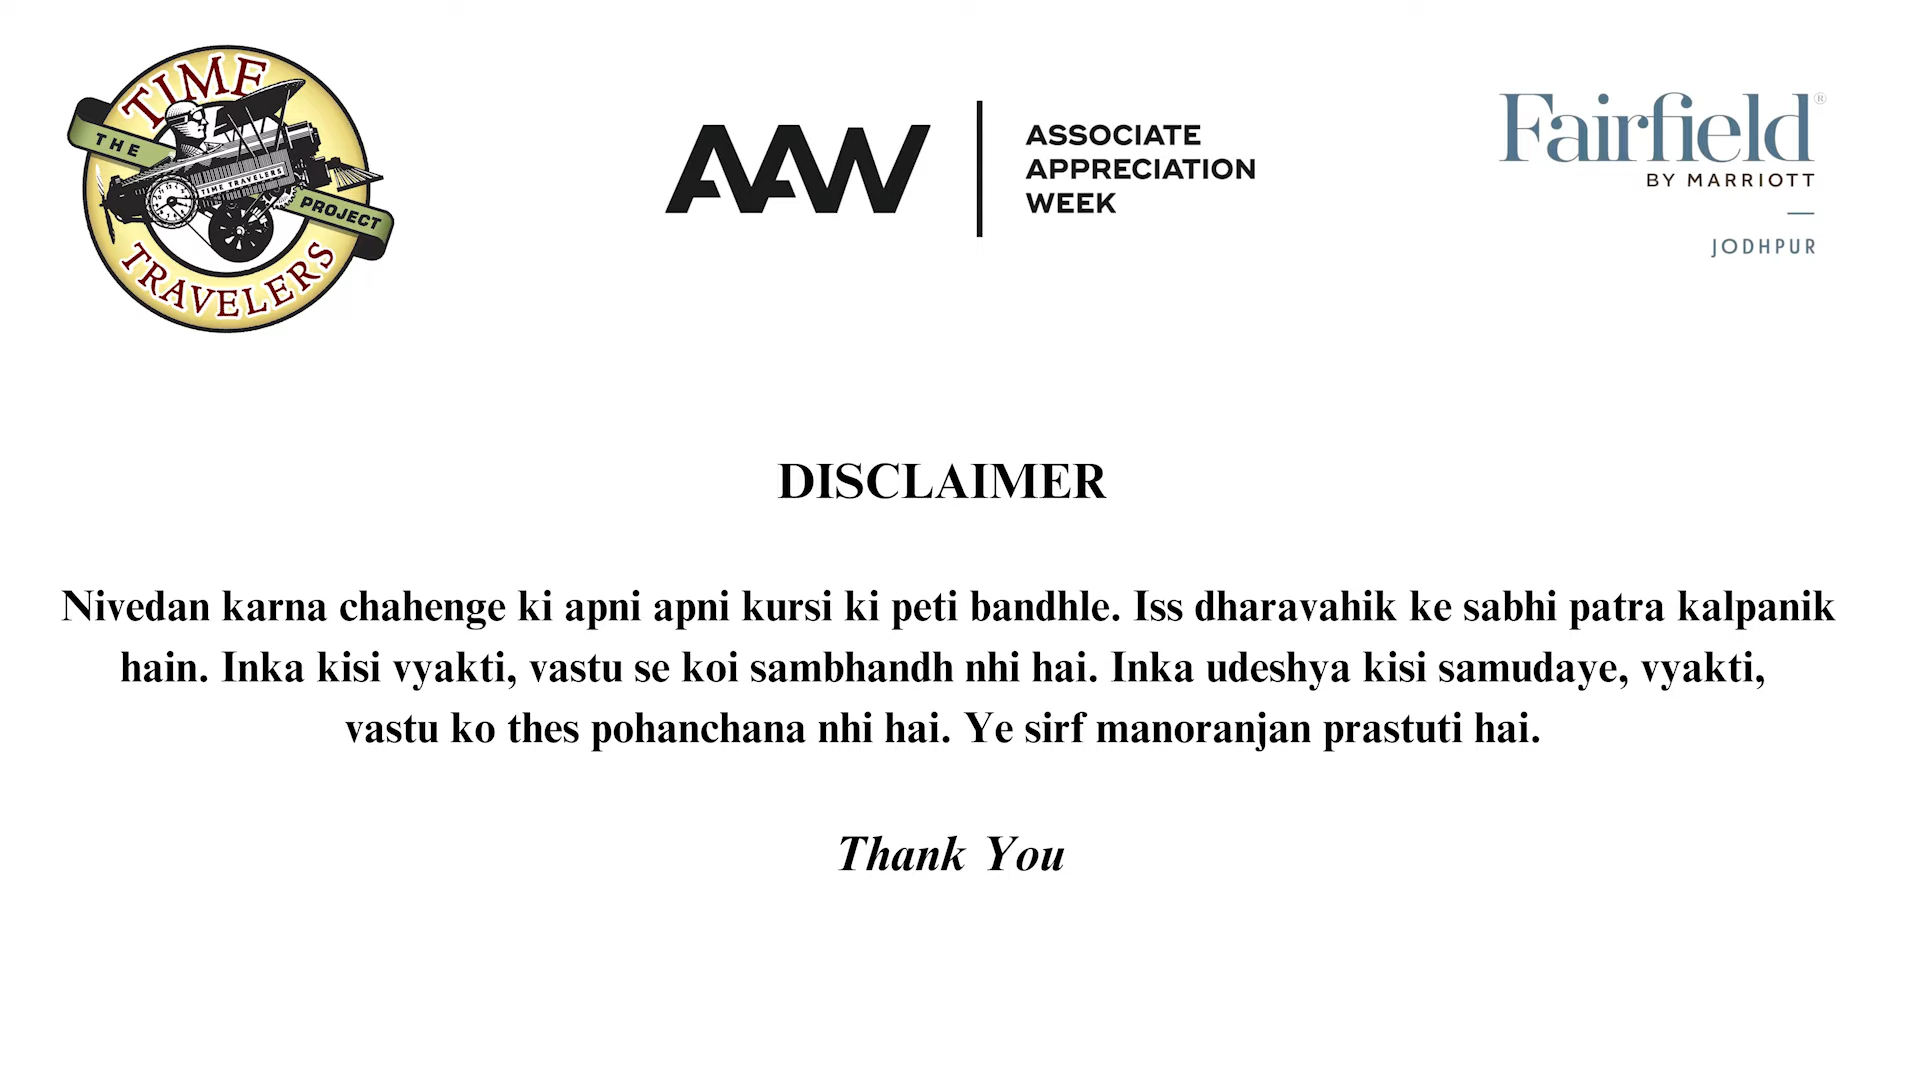 TIME
THE
TIME TRAVELERS
PROJECT
TRAVELERS
AAW
ASSOCIATE
APPRECIATION
WEEK
Fairfield®
BY MARRIOTT
JODHPUR
DISCLAIMER
Nivedan karna chahenge ki apni apni kursi ki peti bandhle. Iss dharavahik ke sabhi patra kalpanik
hain. Inka kisi vyakti, vastu se koi sambhandh nhi hai. Inka udeshya kisi samudaye, vyakti,
vastu ko thes pohanchana nhi hai. Ye sirf manoranjan prastuti hai.
Thank You